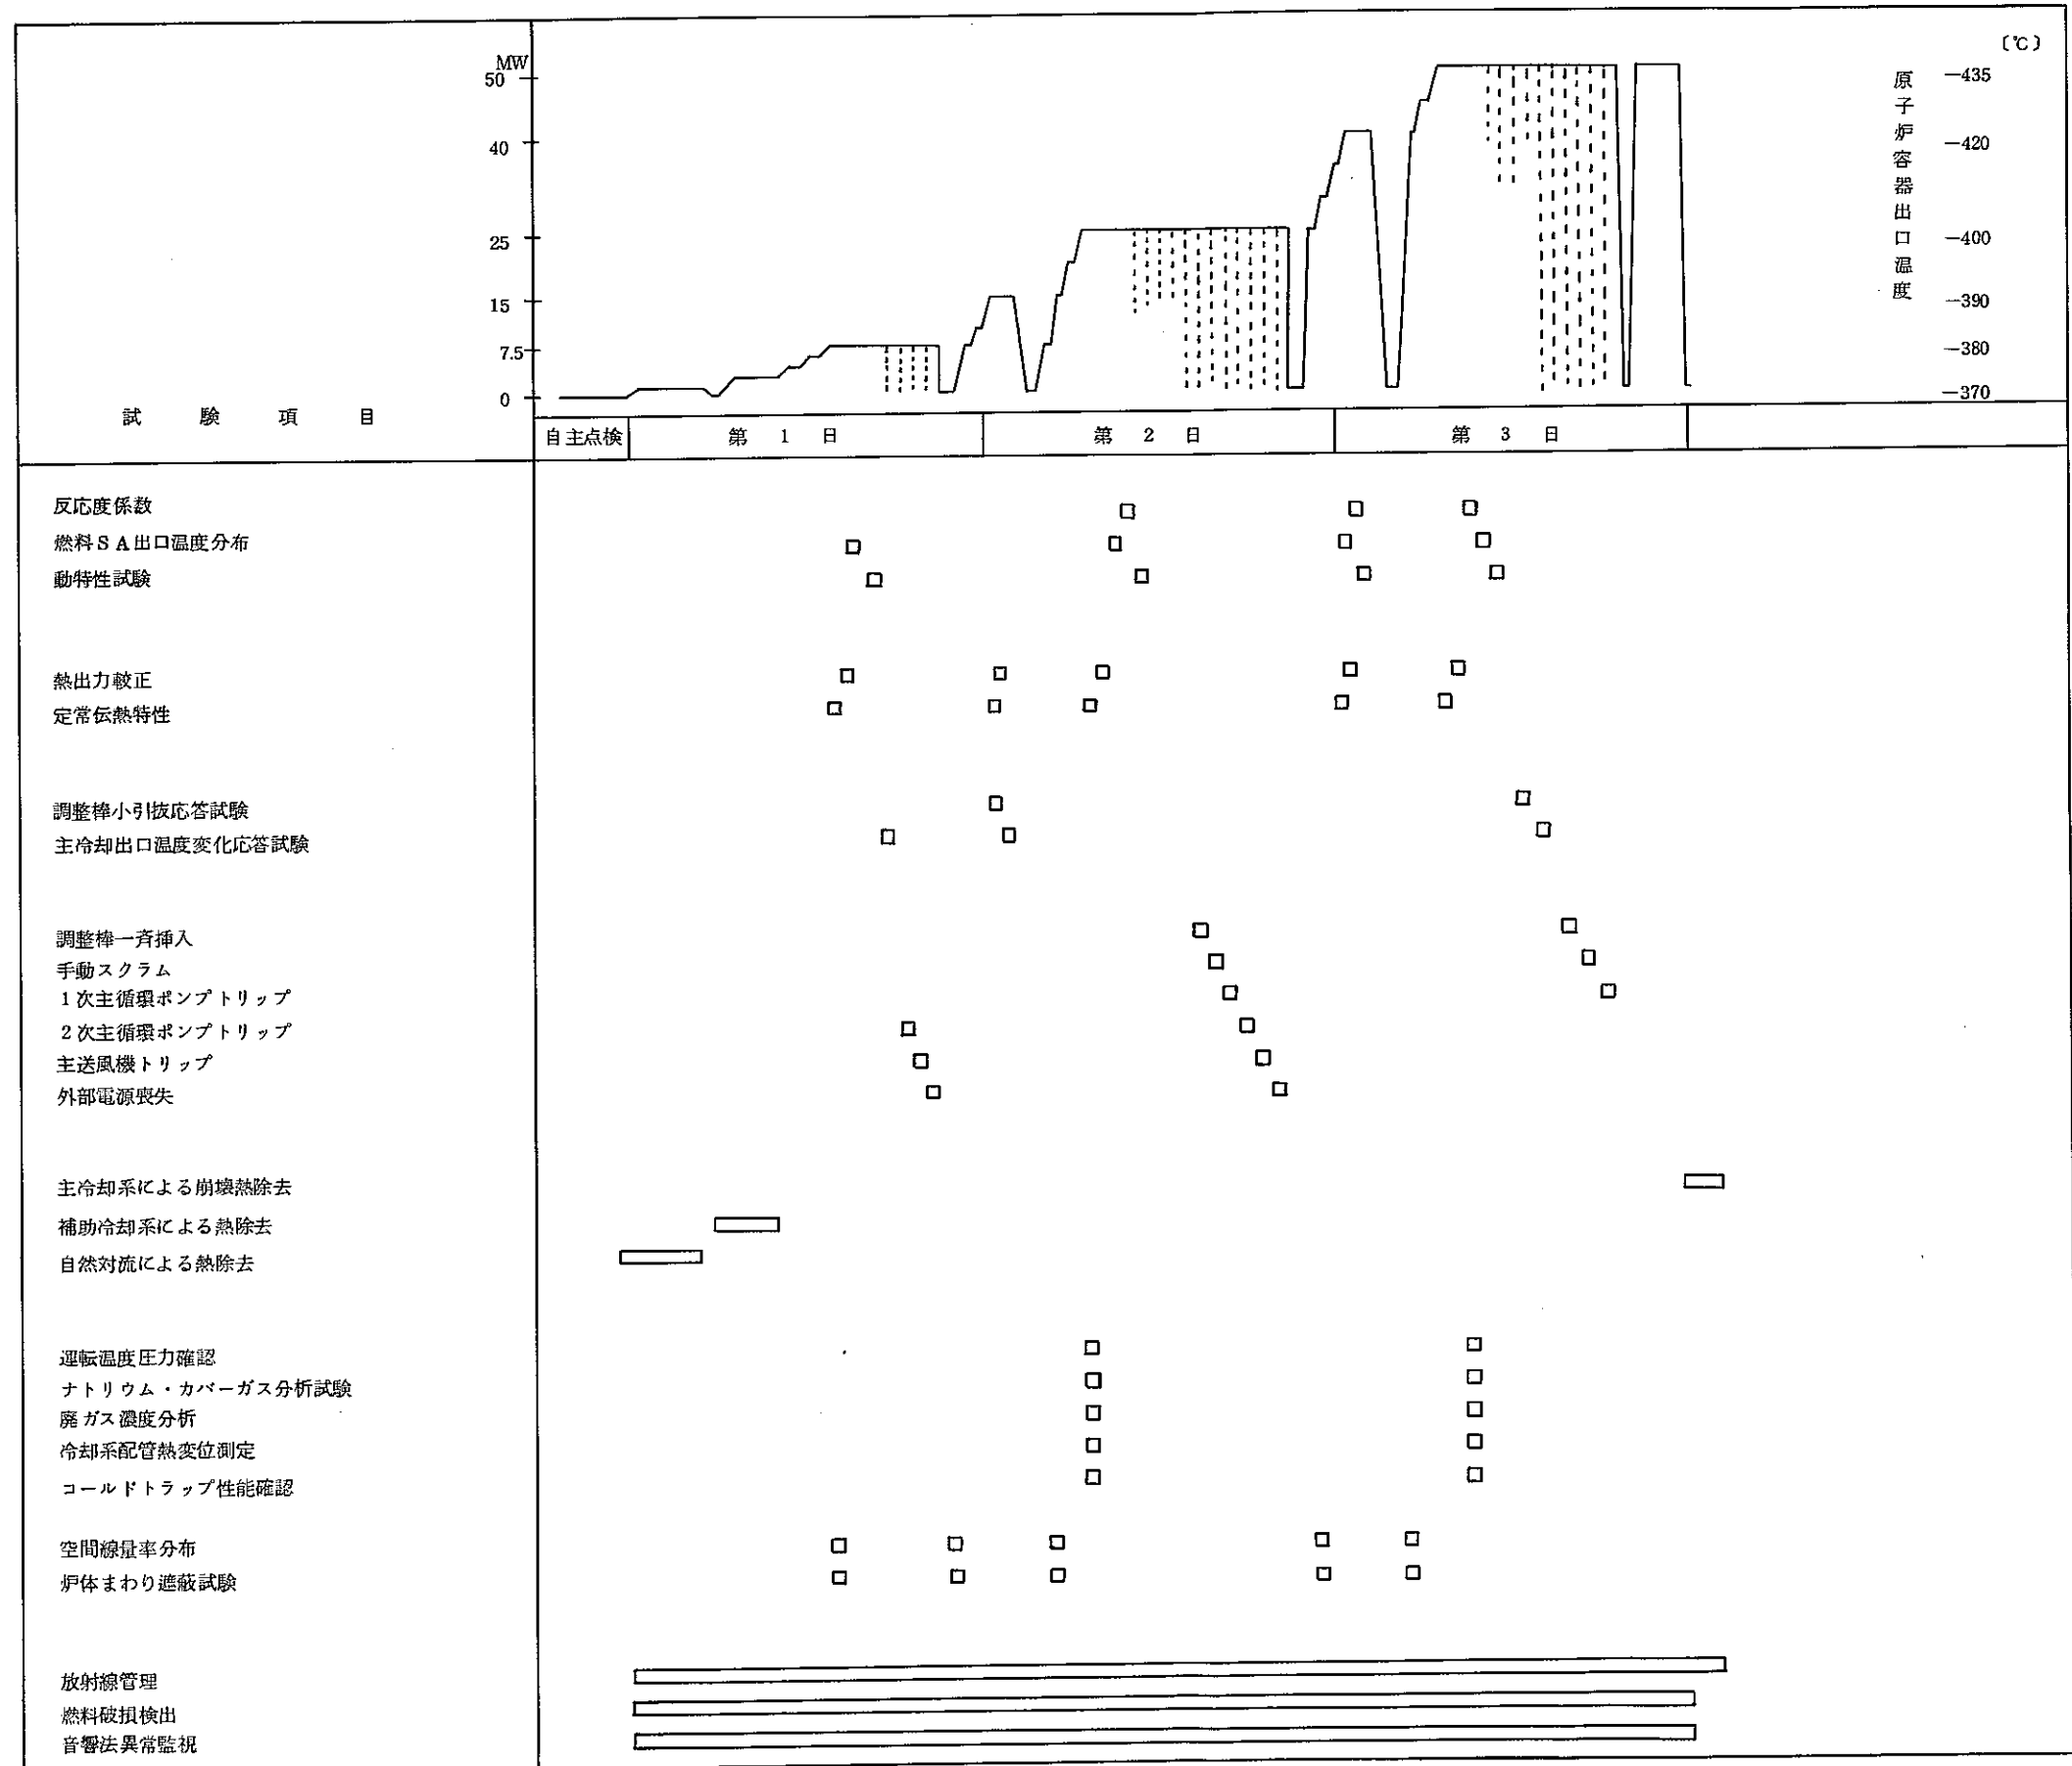 〔℃〕
MW
50
40
25
15
7.5
0
原子炉容器出口温度
—435
—420
—400
—390
—380
—370
試験項目
自主点検
第1日
第2日
第3日
反応度係数
燃料SA出口温度分布
動特性試験
熱出力較正
定常伝熱特性
調整棒小引抜応答試験
主冷却出口温度変化応答試験
調整棒一斉挿入
手動スクラム
1次主循環ポンプトリップ
2次主循環ポンプトリップ
主送風機トリップ
外部電源喪失
主冷却系による崩壊熱除去
補助冷却系による熱除去
自然対流による熱除去
運転温度圧力確認
ナトリウム・カバーガス分析試験
廃ガス濃度分析
冷却系配管熱変位測定
コールドトラップ性能確認
空間線量率分布
炉体まわり遮蔽試験
放射線管理
燃料破損検出
音響法異常監視